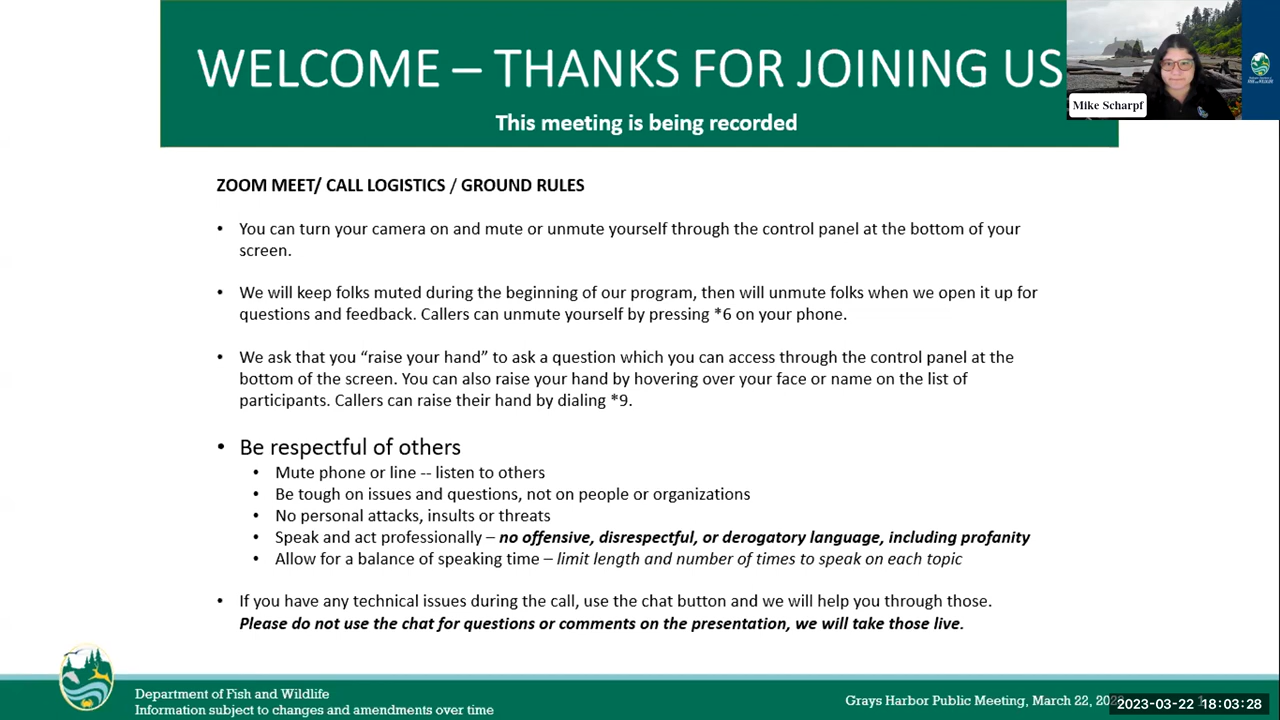 WELCOME – THANKS FOR JOINING US
This meeting is being recorded
Mike Scharpf
ZOOM MEET/ CALL LOGISTICS / GROUND RULES
• You can turn your camera on and mute or unmute yourself through the control panel at the bottom of your
screen.
• We will keep folks muted during the beginning of our program, then will unmute folks when we open it up for
questions and feedback. Callers can unmute yourself by pressing *6 on your phone.
• We ask that you “raise your hand” to ask a question which you can access through the control panel at the
bottom of the screen. You can also raise your hand by hovering over your face or name on the list of
participants. Callers can raise their hand by dialing *9.
• Be respectful of others
• Mute phone or line -- listen to others
• Be tough on issues and questions, not on people or organizations
• No personal attacks, insults or threats
• Speak and act professionally – no offensive, disrespectful, or derogatory language, including profanity
• Allow for a balance of speaking time – limit length and number of times to speak on each topic
• If you have any technical issues during the call, use the chat button and we will help you through those.
Please do not use the chat for questions or comments on the presentation, we will take those live.
Department of Fish and Wildlife
Information subject to changes and amendments over time
Grays Harbor Public Meeting, March 22,
2023-03-22 18:03:28